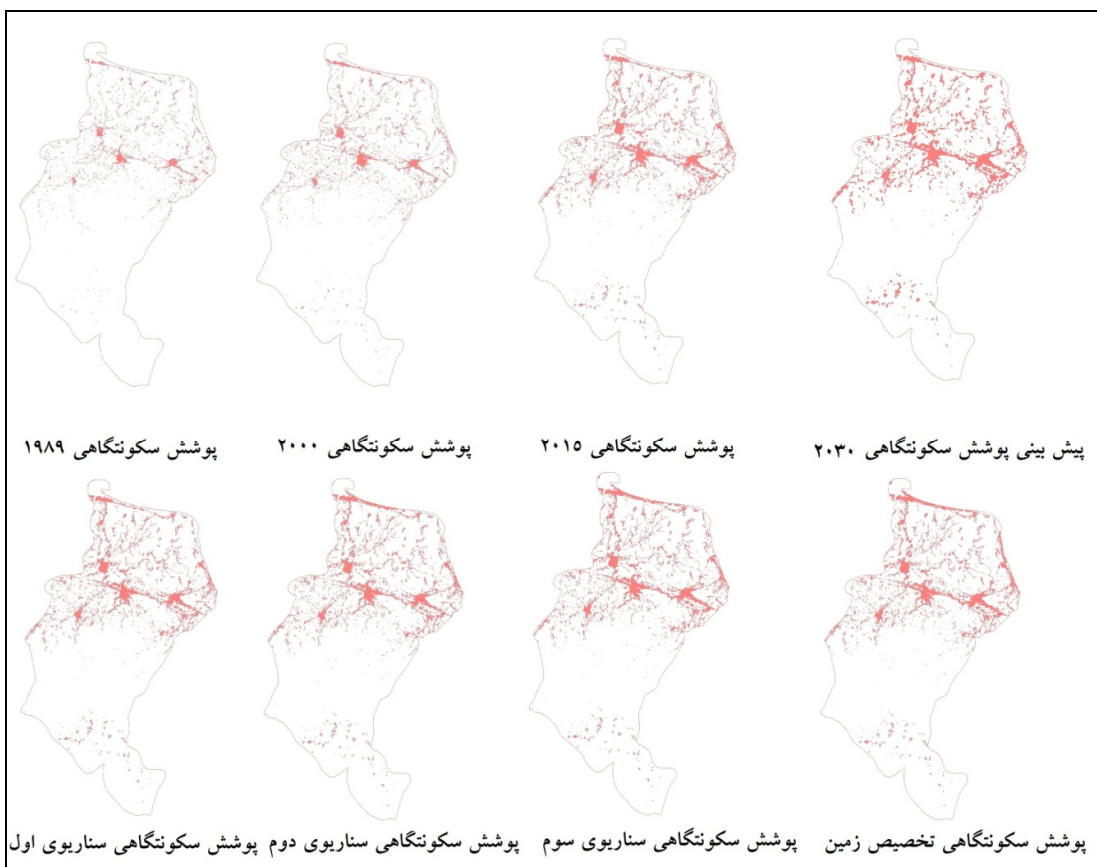 پوشش سکونتگاهی ۱۹۸۹
پوشش سکونتگاهی ۲۰۰۰
پوشش سکونتگاهی ۲۰۱۵
پیش بینی پوشش سکونتگاهی ۲۰۳۰
پوشش سکونتگاهی سناریوی اول
پوشش سکونتگاهی سناریوی دوم
پوشش سکونتگاهی سناریوی سوم
پوشش سکونتگاهی تخصیص زمین